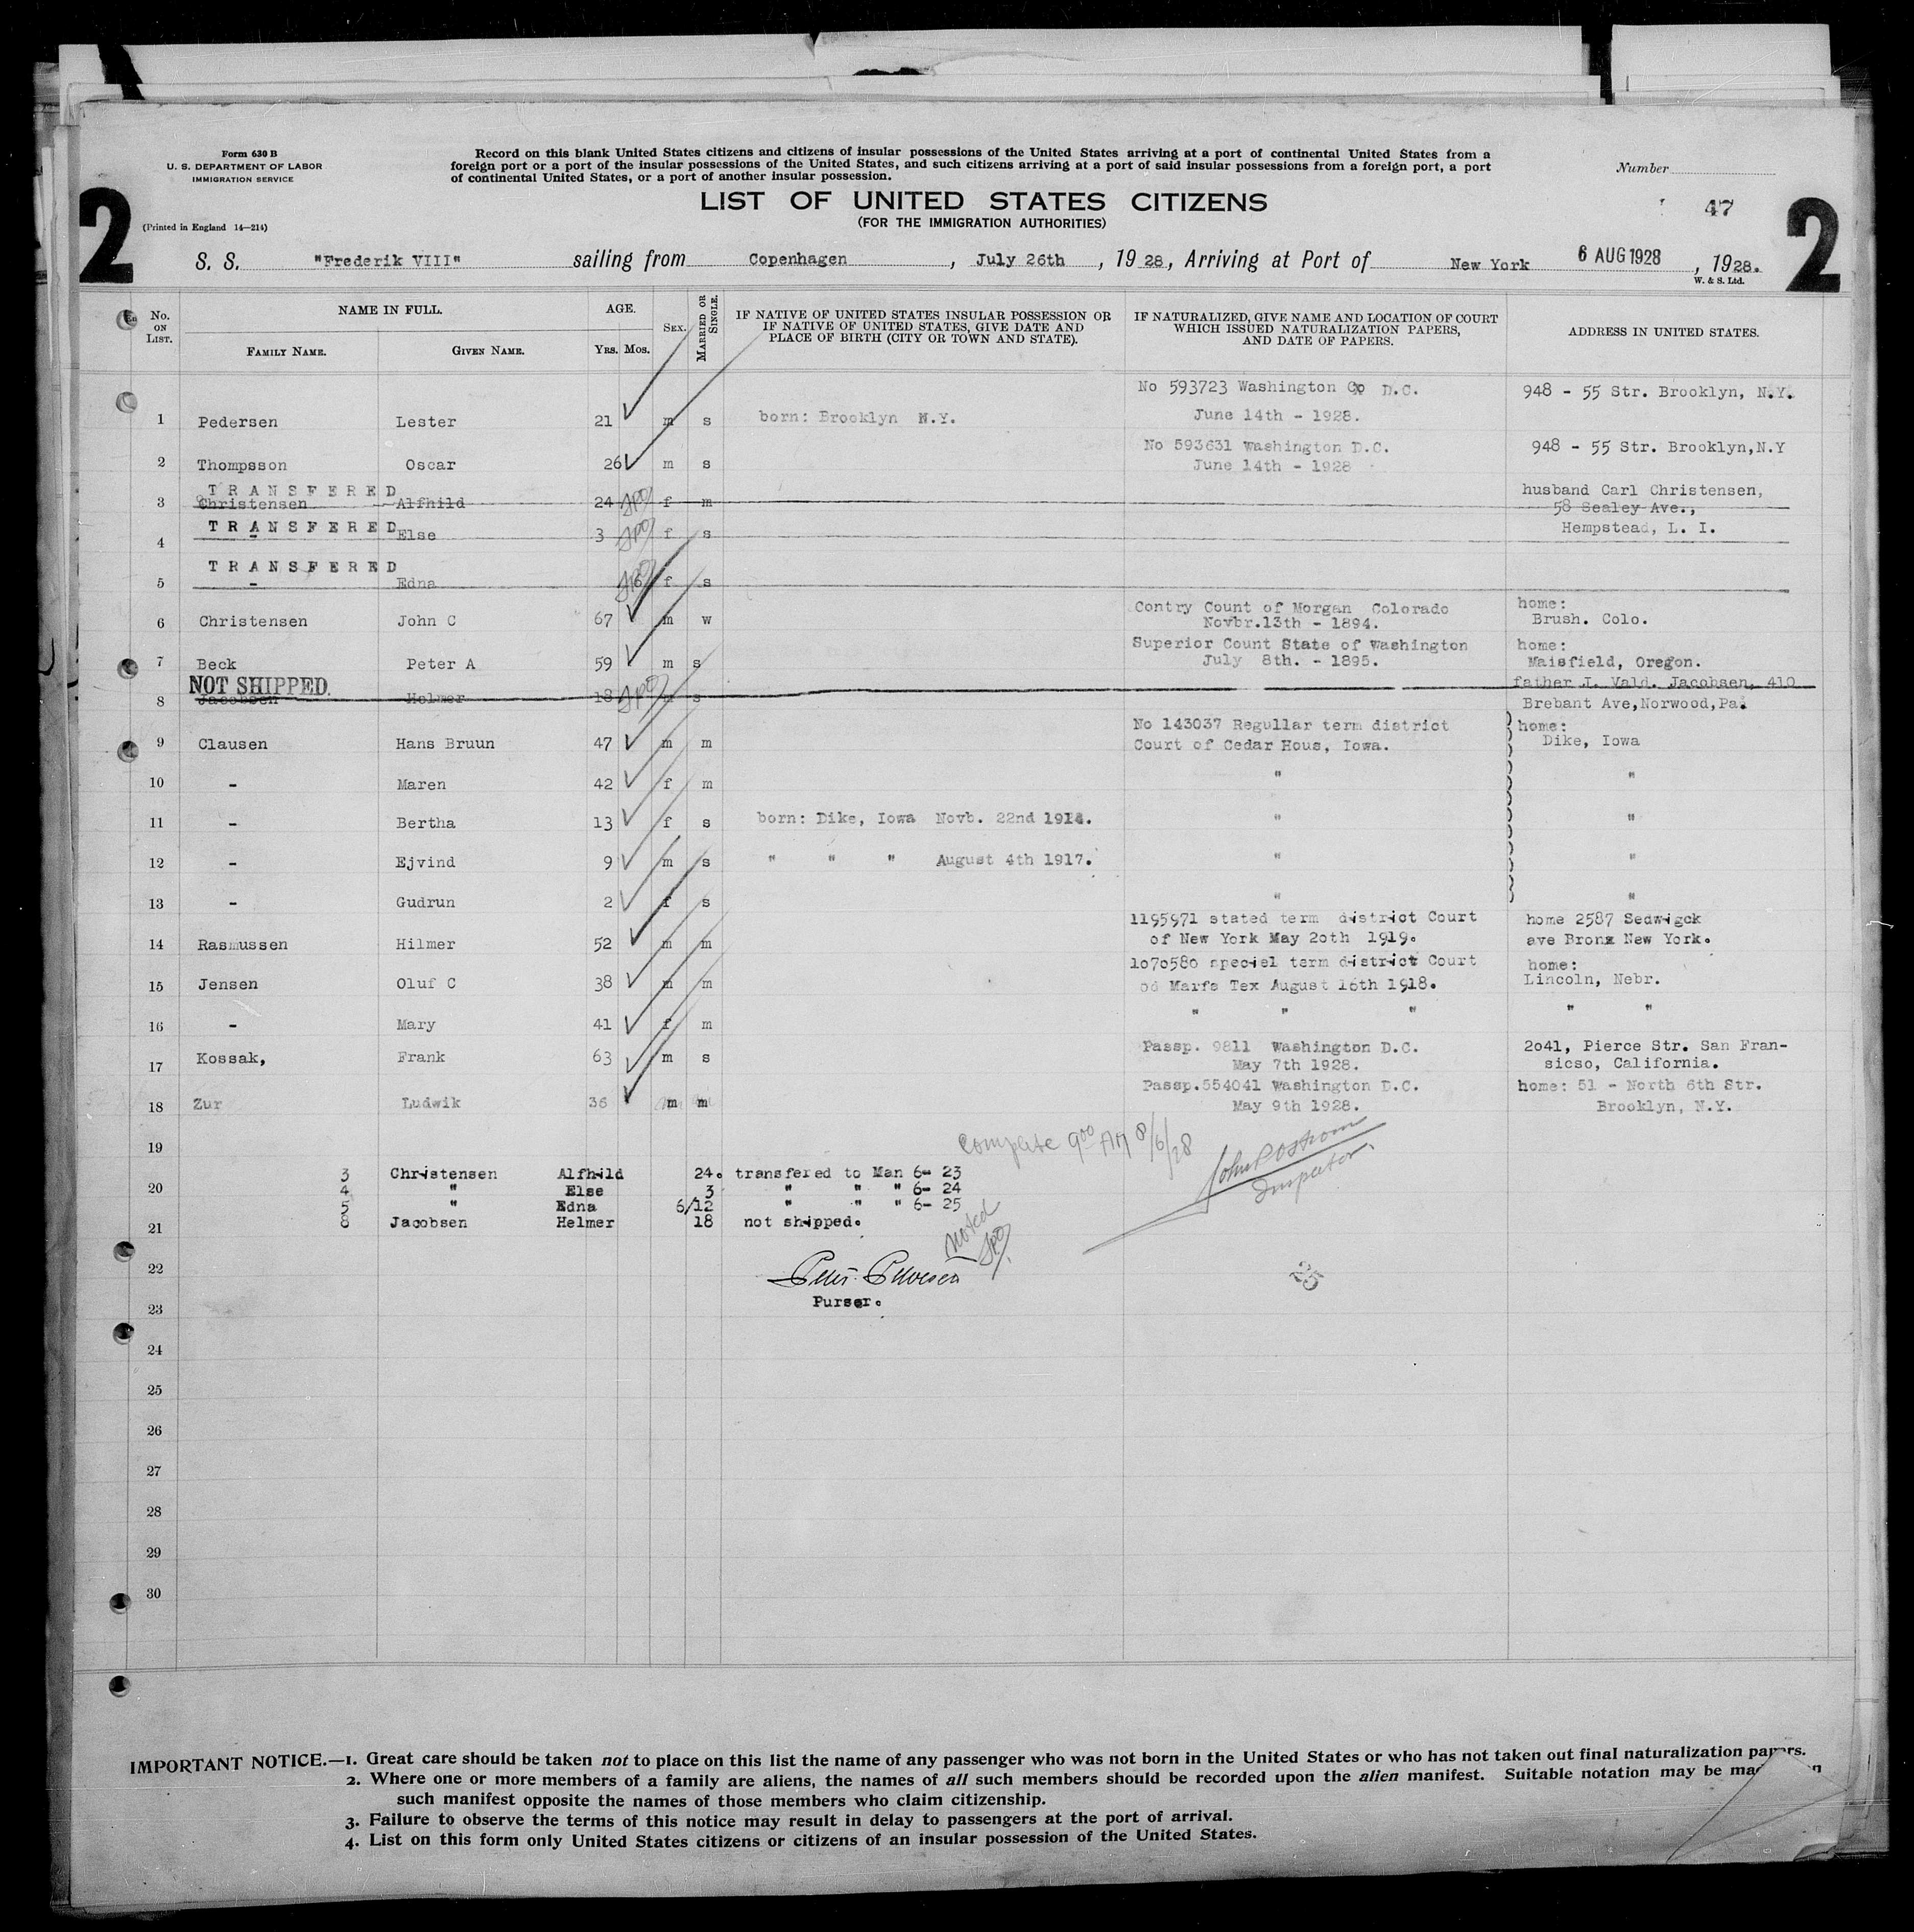 Form 630 B
U. S. DEPARTMENT OF LABOR
IMMIGRATION SERVICE
(Printed in England 14—214)
Record on this blank United States citizens and citizens of insular possessions of the United States arriving at a port of continental United States from a
foreign port or a port of the insular possessions of the United States, and such citizens arriving at a port of said insular possessions from a foreign port, a port
of continental United States, or a port of another insular possession.
Number
LIST OF UNITED STATES CITIZENS
(FOR THE IMMIGRATION AUTHORITIES)
47
2
2
S. S. "Frederik VIII" sailing from Copenhagen, July 26th, 1928, Arriving at Port of New York 6 AUG 1928, 1928.
W. & S. Ltd.
No. ON LIST.
NAME IN FULL.
FAMILY NAME.
GIVEN NAME.
AGE.
YRS. MOS.
SEX.
MARRIED OR SINGLE.
IF NATIVE OF UNITED STATES INSULAR POSSESSION OR
IF NATIVE OF UNITED STATES, GIVE DATE AND
PLACE OF BIRTH (CITY OR TOWN AND STATE).
IF NATURALIZED, GIVE NAME AND LOCATION OF COURT
WHICH ISSUED NATURALIZATION PAPERS,
AND DATE OF PAPERS.
ADDRESS IN UNITED STATES.
No 593723 Washington Co D.C. 948 - 55 Str. Brooklyn, N.Y.
1 Pedersen Lester 21 m s born: Brooklyn N.Y. June 14th - 1928.
No 593631 Washington D.C. 948 - 55 Str. Brooklyn,N.Y
2 Thompsson Oscar 26 m s June 14th - 1928
TRANSFERED husband Carl Christensen,
3 Christensen Alfhild 24 JPO f m 58 Sealey Ave.,
TRANSFERED Hempstead, L. I.
4 - Else 3 JPO f s
TRANSFERED
5 - Edna 6 JPO f s
Contry Count of Morgan Colorado home:
6 Christensen John C 67 m w Novbr.13th - 1894. Brush. Colo.
Superior Count State of Washington home:
7 Beck Peter A 59 m s July 8th. - 1895. Maisfield, Oregon.
NOT SHIPPED. father J. Vald. Jacobsen, 410
8 Jacobsen Helmer 18 JPO m s Brebant Ave,Norwood,Pa.
No 143037 Regullar term district home:
9 Clausen Hans Bruun 47 m m Court of Cedar Hous, Iowa. Dike, Iowa
10 - Maren 42 f m " "
11 - Bertha 13 f s born: Dike, Iowa Novb. 22nd 1914. " "
12 - Ejvind 9 m s " " " August 4th 1917. " "
13 - Gudrun 2 f s " "
1195971 stated term district Court home 2587 Sedwigck
14 Rasmussen Hilmer 52 m m of New York May 2oth 1919. ave Bronx New York.
1o7o58o speciel term district Court home:
15 Jensen Oluf C 38 m m od Marfe Tex August 16th 1918. Lincoln, Nebr.
16 - Mary 41 f m " " " " "
Passp. 9811 Washington D.C. 2o41, Pierce Str. San Fran-
17 Kossak, Frank 63 m s May 7th 1928. sicso, California.
Passp.554041 Washington D.C. home: 51 - North 6th Str.
18 Zur Ludwik 36 m m May 9th 1928. Brooklyn, N.Y.
Complete 9⁰⁰ AM 8/6/28
John P Ostrom
Inspector.
19
3 Christensen Alfhild 24. transfered to Man 6- 23
20
4 " Else 3 " " " 6- 24
5 " Edna 6/12 " " " 6- 25
21
8 Jacobsen Helmer 18 not shipped.
Noted
JPO
22
Purser.
25
23
24
25
26
27
28
29
30
IMPORTANT NOTICE.—1. Great care should be taken not to place on this list the name of any passenger who was not born in the United States or who has not taken out final naturalization papers.
2. Where one or more members of a family are aliens, the names of all such members should be recorded upon the alien manifest. Suitable notation may be made on
such manifest opposite the names of those members who claim citizenship.
3. Failure to observe the terms of this notice may result in delay to passengers at the port of arrival.
4. List on this form only United States citizens or citizens of an insular possession of the United States.